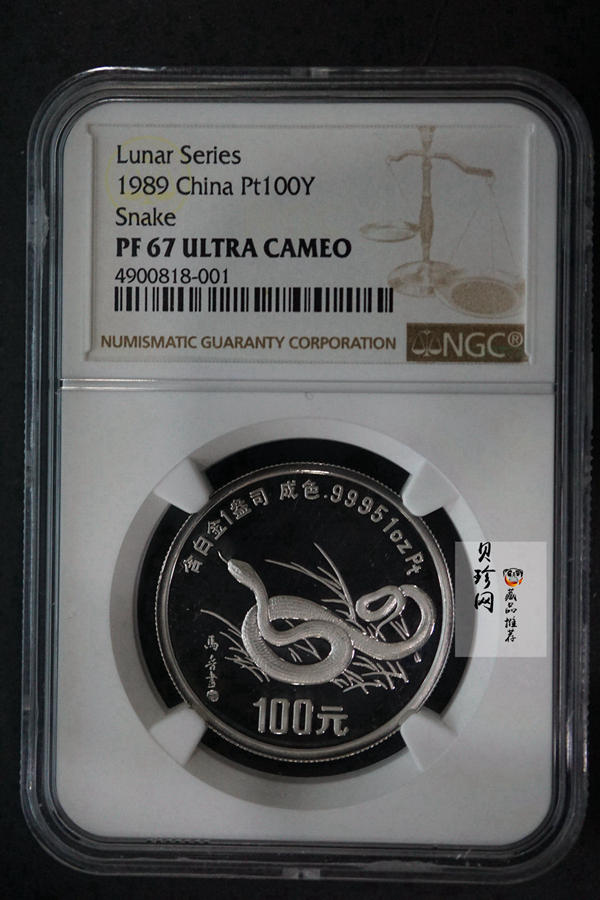 Lunar Series
1989 China Pt100Y
Snake
PF 67 ULTRA CAMEO
4900818-001
NUMISMATIC GUARANTY CORPORATION
NGC®
含白金1盎司 成色.9995 1oz Pt
100元
贝珍网
藏品
推荐